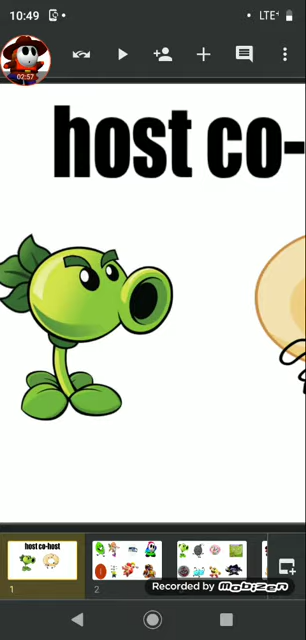 10:49
LTE+
02:57
host co-
host co-host
1
2
Recorded by mobizen